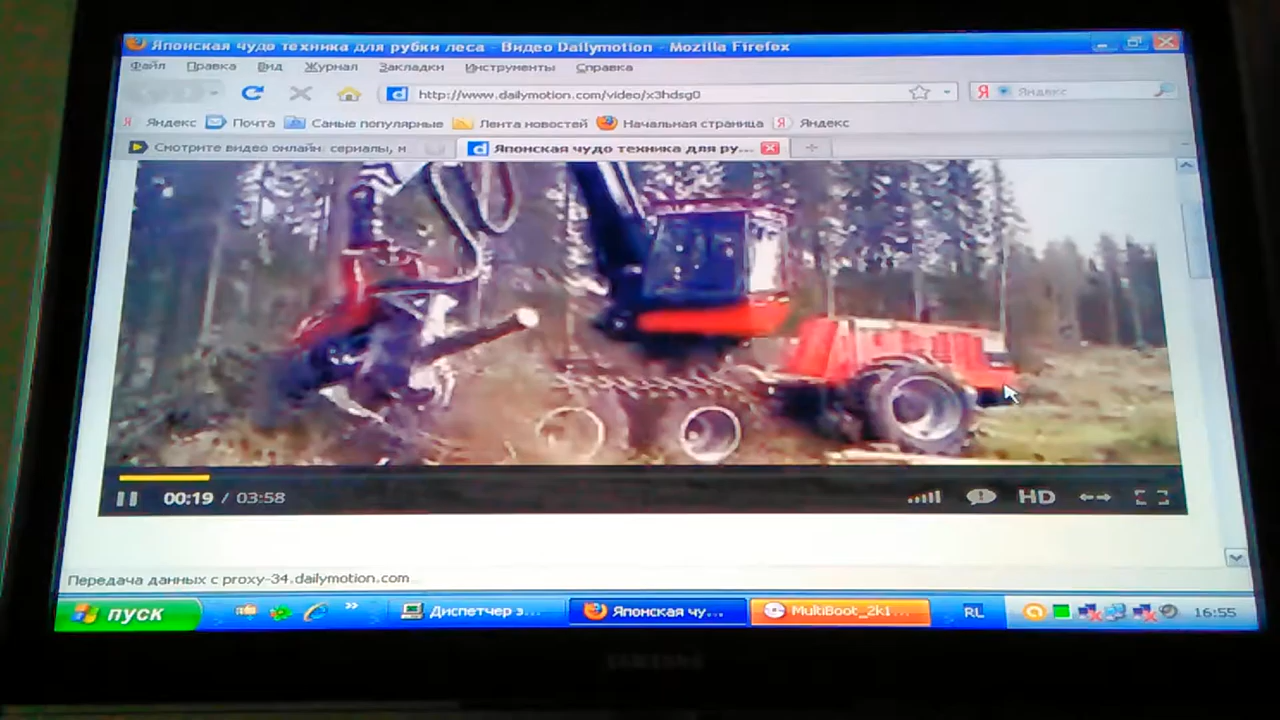 Японская чудо техника для рубки леса - Видео Dailymotion - Mozilla Firefox
Файл Правка Вид Журнал Закладки Инструменты Справка
http://www.dailymotion.com/video/x3hdsg0 Я Яндекс
Я Яндекс Почта Самые популярные Лента новостей Начальная страница Я Яндекс
Смотрите видео онлайн: сериалы, м d Японская чудо техника для ру...
00:19 / 03:58 HD
Передача данных с proxy-34.dailymotion.com
пуск Диспетчер з... Японская чу... MultiBoot_2k1... RL 16:55
SAMSUNG